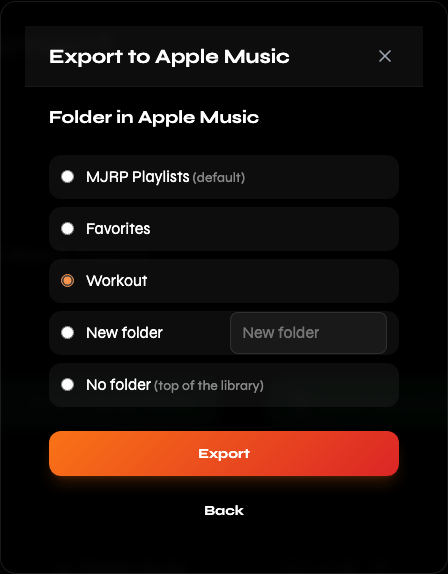 Export to Apple Music
Folder in Apple Music
MJRP Playlists (default)
Favorites
Workout
New folder New folder
No folder (top of the library)
Export
Back